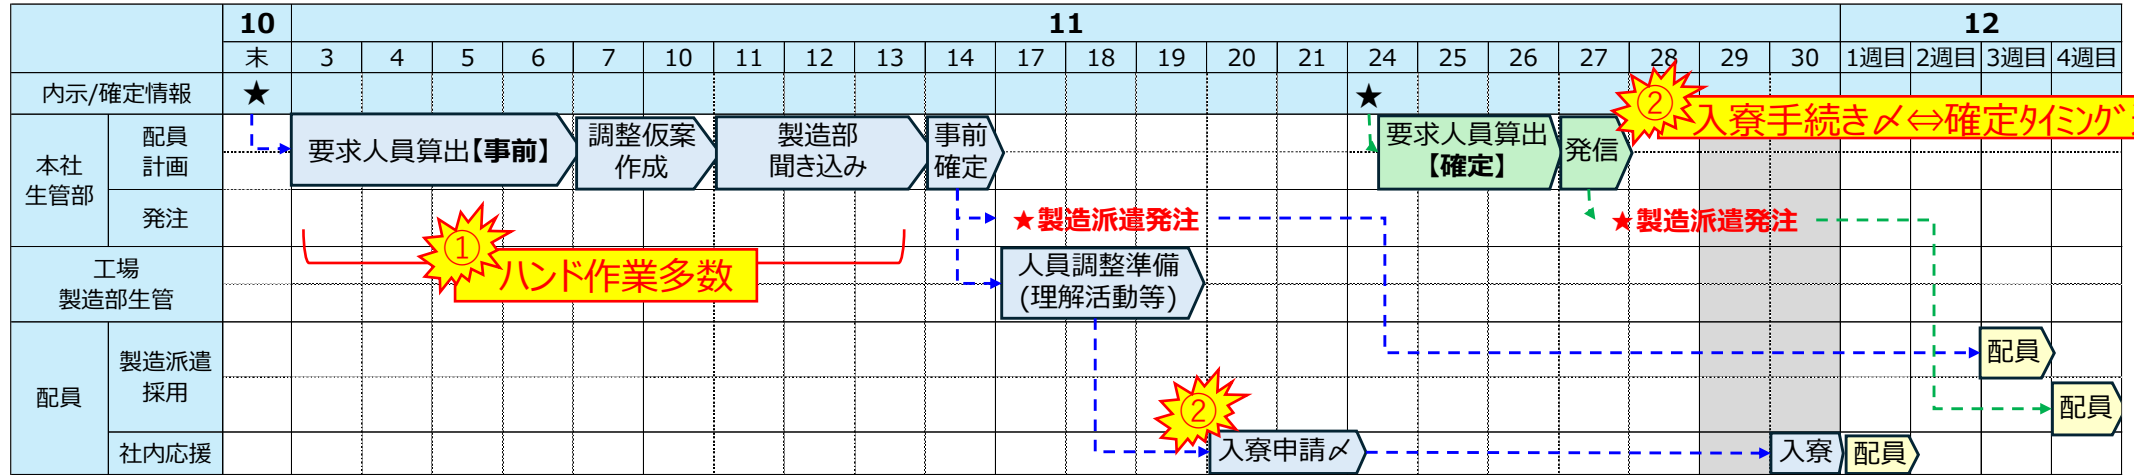 10 11 12
末 3 4 5 6 7 10 11 12 13 14 17 18 19 20 21 24 25 26 27 28 29 30 1週目 2週目 3週目 4週目
内示/確定情報 ★ ★
②
入寮手続き〆⇔確定タイミング
本社
生管部
配員
計画
要求人員算出【事前】
調整仮案
作成
製造部
聞き込み
事前
確定
要求人員算出
【確定】
発信
発注
★製造派遣発注
★製造派遣発注
①
ハンド作業多数
工場
製造部生管
人員調整準備
(理解活動等)
配員
製造派遣
採用
配員
配員
②
社内応援
入寮申請〆
入寮
配員